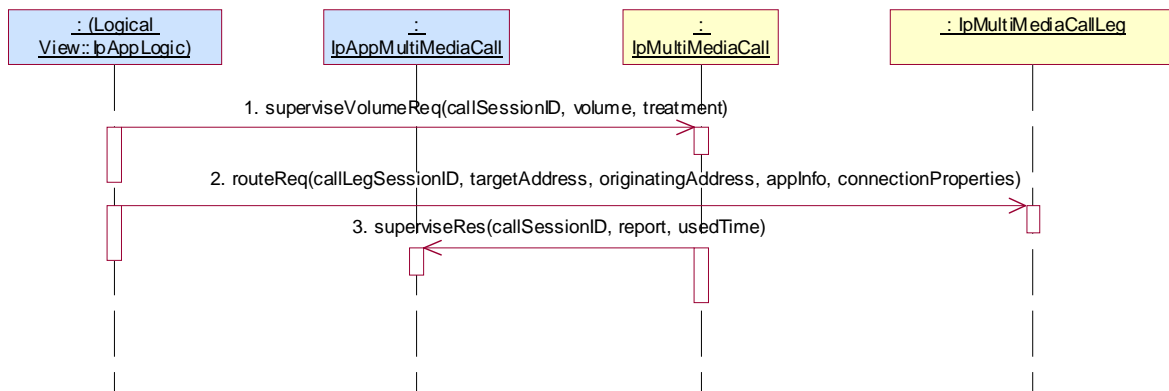 : (Logical
View::IpAppLogic)
:
IpAppMultiMediaCall
:
IpMultiMediaCall
: IpMultiMediaCallLeg
1. superviseVolumeReq(callSessionID, volume, treatment)
2. routeReq(callLegSessionID, targetAddress, originatingAddress, appInfo, connectionProperties)
3. superviseRes(callSessionID, report, usedTime)